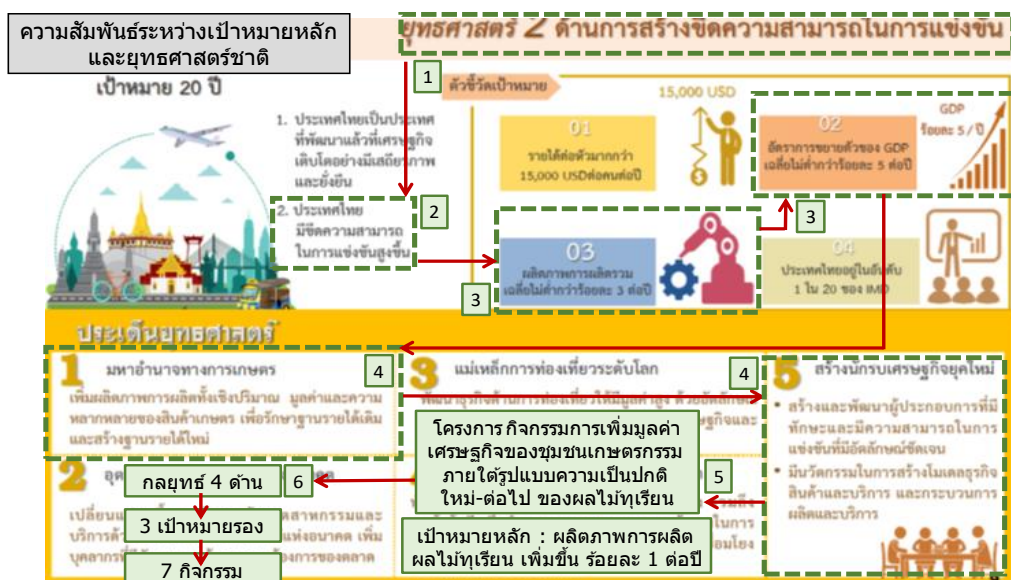 ความสัมพันธ์ระหว่างเป้าหมายหลัก
และยุทธศาสตร์ชาติ
ยุทธศาสตร์ 2 ด้านการสร้างขีดความสามารถในการแข่งขัน
เป้าหมาย 20 ปี
1. ประเทศไทยเป็นประเทศ
ที่พัฒนาแล้วที่เศรษฐกิจ
เติบโตอย่างมีเสถียรภาพ
และยั่งยืน
2. ประเทศไทย
มีขีดความสามารถ
ในการแข่งขันสูงขึ้น
1
2
ตัวชี้วัดเป้าหมาย
01
รายได้ต่อหัวมากกว่า
15,000 USDต่อคนต่อปี
15,000 USD
02
อัตราการขยายตัวของ GDP
เฉลี่ยไม่ต่ำกว่าร้อยละ 5 ต่อปี
GDP
ร้อยละ 5 / ปี
3
03
ผลิตภาพการผลิตรวม
เฉลี่ยไม่ต่ำกว่าร้อยละ 3 ต่อปี
3
04
ประเทศไทยอยู่ในอันดับ
1 ใน 20 ของ IMD
ประเด็นยุทธศาสตร์
1 มหาอำนาจทางการเกษตร
4
เพิ่มผลิตภาพการผลิตทั้งเชิงปริมาณ มูลค่าและความ
หลากหลายของสินค้าเกษตร เพื่อรักษาฐานรายได้เดิม
และสร้างฐานรายได้ใหม่
3 แม่เหล็กการท่องเที่ยวระดับโลก
4
5 สร้างนักรบเศรษฐกิจยุคใหม่
• สร้างและพัฒนาผู้ประกอบการที่มี
ทักษะและมีความสามารถในการ
แข่งขันที่มีอัตลักษณ์ชัดเจน
• มีนวัตกรรมในการสร้างโมเดลธุรกิจ
สินค้าและบริการ และกระบวนการ
ผลิตและบริการ
โครงการ กิจกรรมการเพิ่มมูลค่า
เศรษฐกิจของชุมชนเกษตรกรรม
ภายใต้รูปแบบความเป็นปกติ
ใหม่-ต่อไป ของผลไม้ทุเรียน
5
เป้าหมายหลัก : ผลิตภาพการผลิต
ผลไม้ทุเรียน เพิ่มขึ้น ร้อยละ 1 ต่อปี
2
กลยุทธ์ 4 ด้าน
6
3 เป้าหมายรอง
7 กิจกรรม